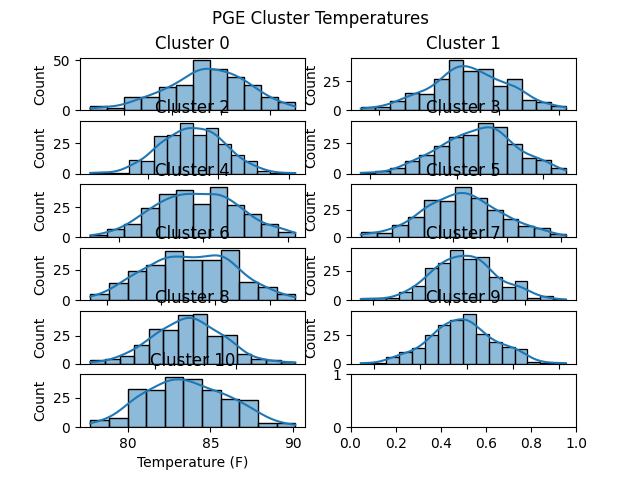 PGE Cluster Temperatures
Cluster 0
Cluster 1
50
0
Count
25
0
Count
Cluster 2
Cluster 3
25
0
Count
25
0
Count
Cluster 4
Cluster 5
25
0
Count
25
0
Count
Cluster 6
Cluster 7
25
0
Count
25
0
Count
Cluster 8
Cluster 9
25
0
Count
25
0
Count
Cluster 10
25
0
Count
1
0
80 85 90
0.0 0.2 0.4 0.6 0.8 1.0
Temperature (F)